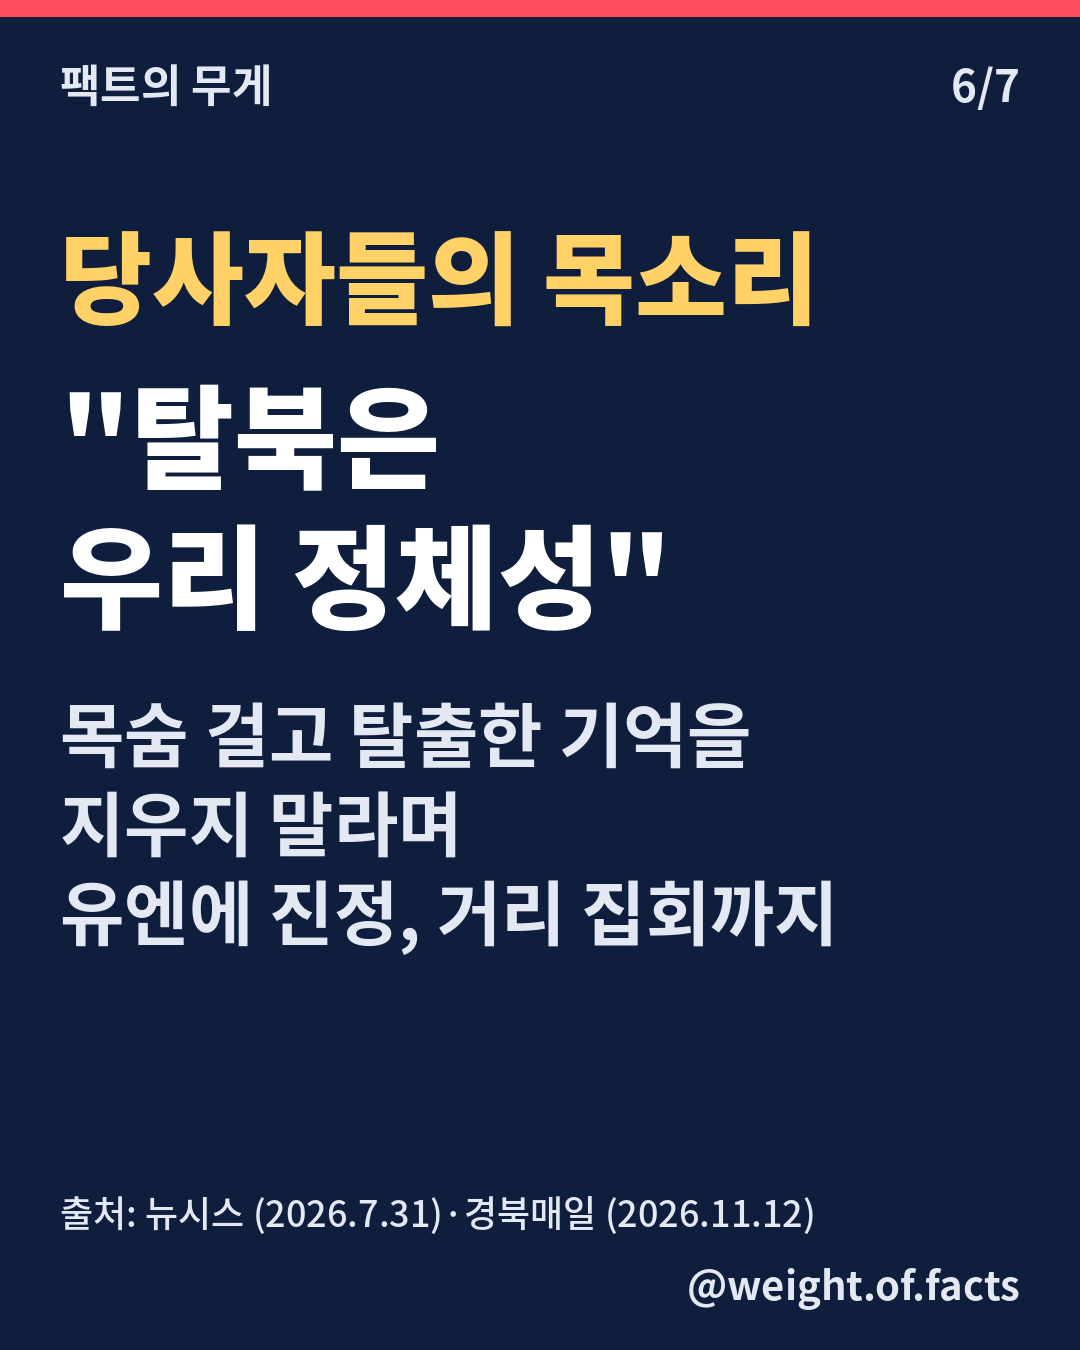 팩트의 무게
6/7
당사자들의 목소리
"탈북은
우리 정체성"
목숨 걸고 탈출한 기억을
지우지 말라며
유엔에 진정, 거리 집회까지
출처: 뉴시스 (2026.7.31)·경북매일 (2026.11.12)
@weight.of.facts